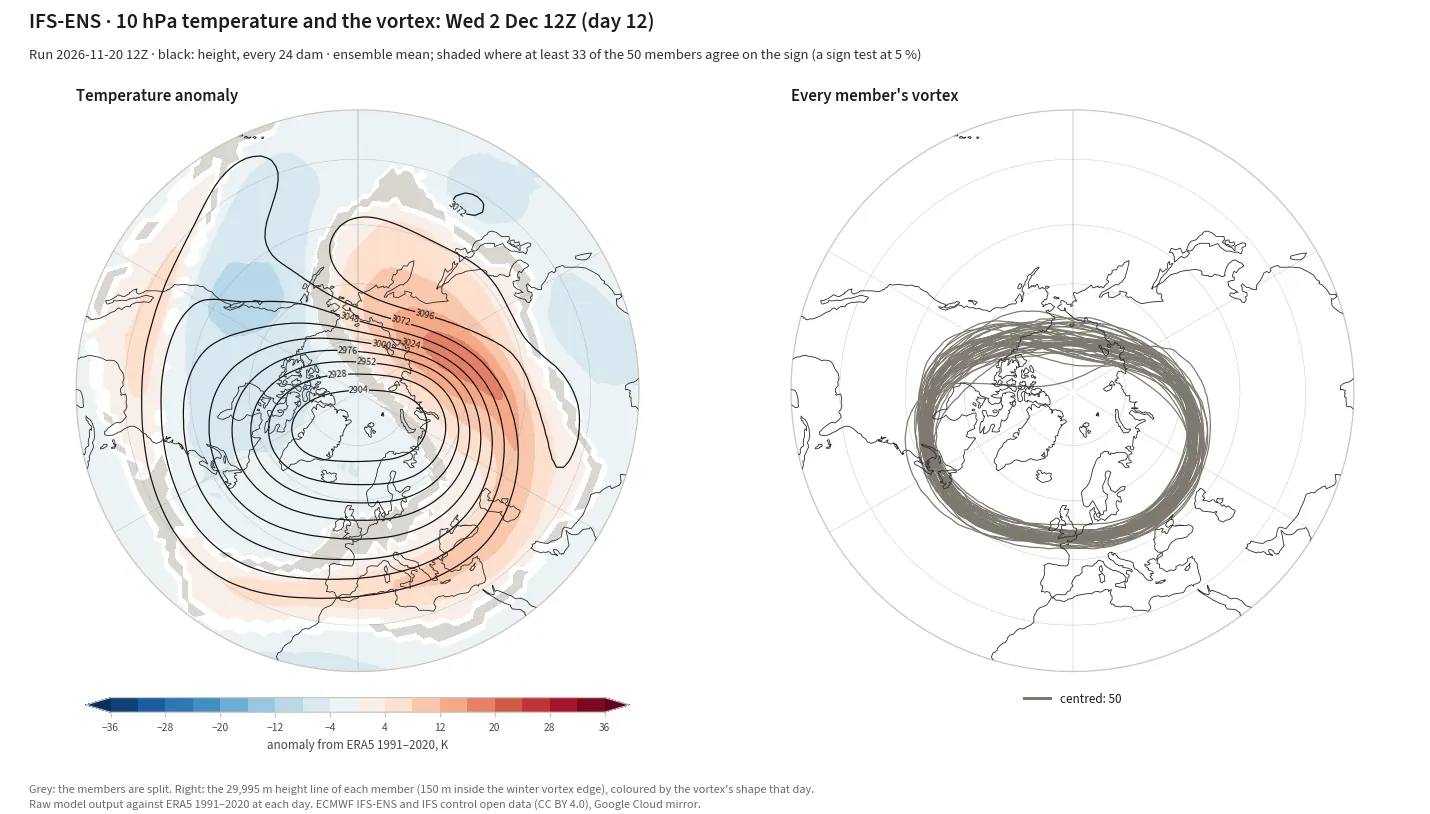 IFS-ENS · 10 hPa temperature and the vortex: Wed 2 Dec 12Z (day 12)
Run 2026-11-20 12Z · black: height, every 24 dam · ensemble mean; shaded where at least 33 of the 50 members agree on the sign (a sign test at 5 %)
Temperature anomaly
Every member's vortex
3072
3096
3048
3072
3000
3024
2976
2952
2928
2904
−36
−28
−20
−12
−4
4
12
20
28
36
anomaly from ERA5 1991–2020, K
centred: 50
Grey: the members are split. Right: the 29,995 m height line of each member (150 m inside the winter vortex edge), coloured by the vortex's shape that day.
Raw model output against ERA5 1991–2020 at each day. ECMWF IFS-ENS and IFS control open data (CC BY 4.0), Google Cloud mirror.